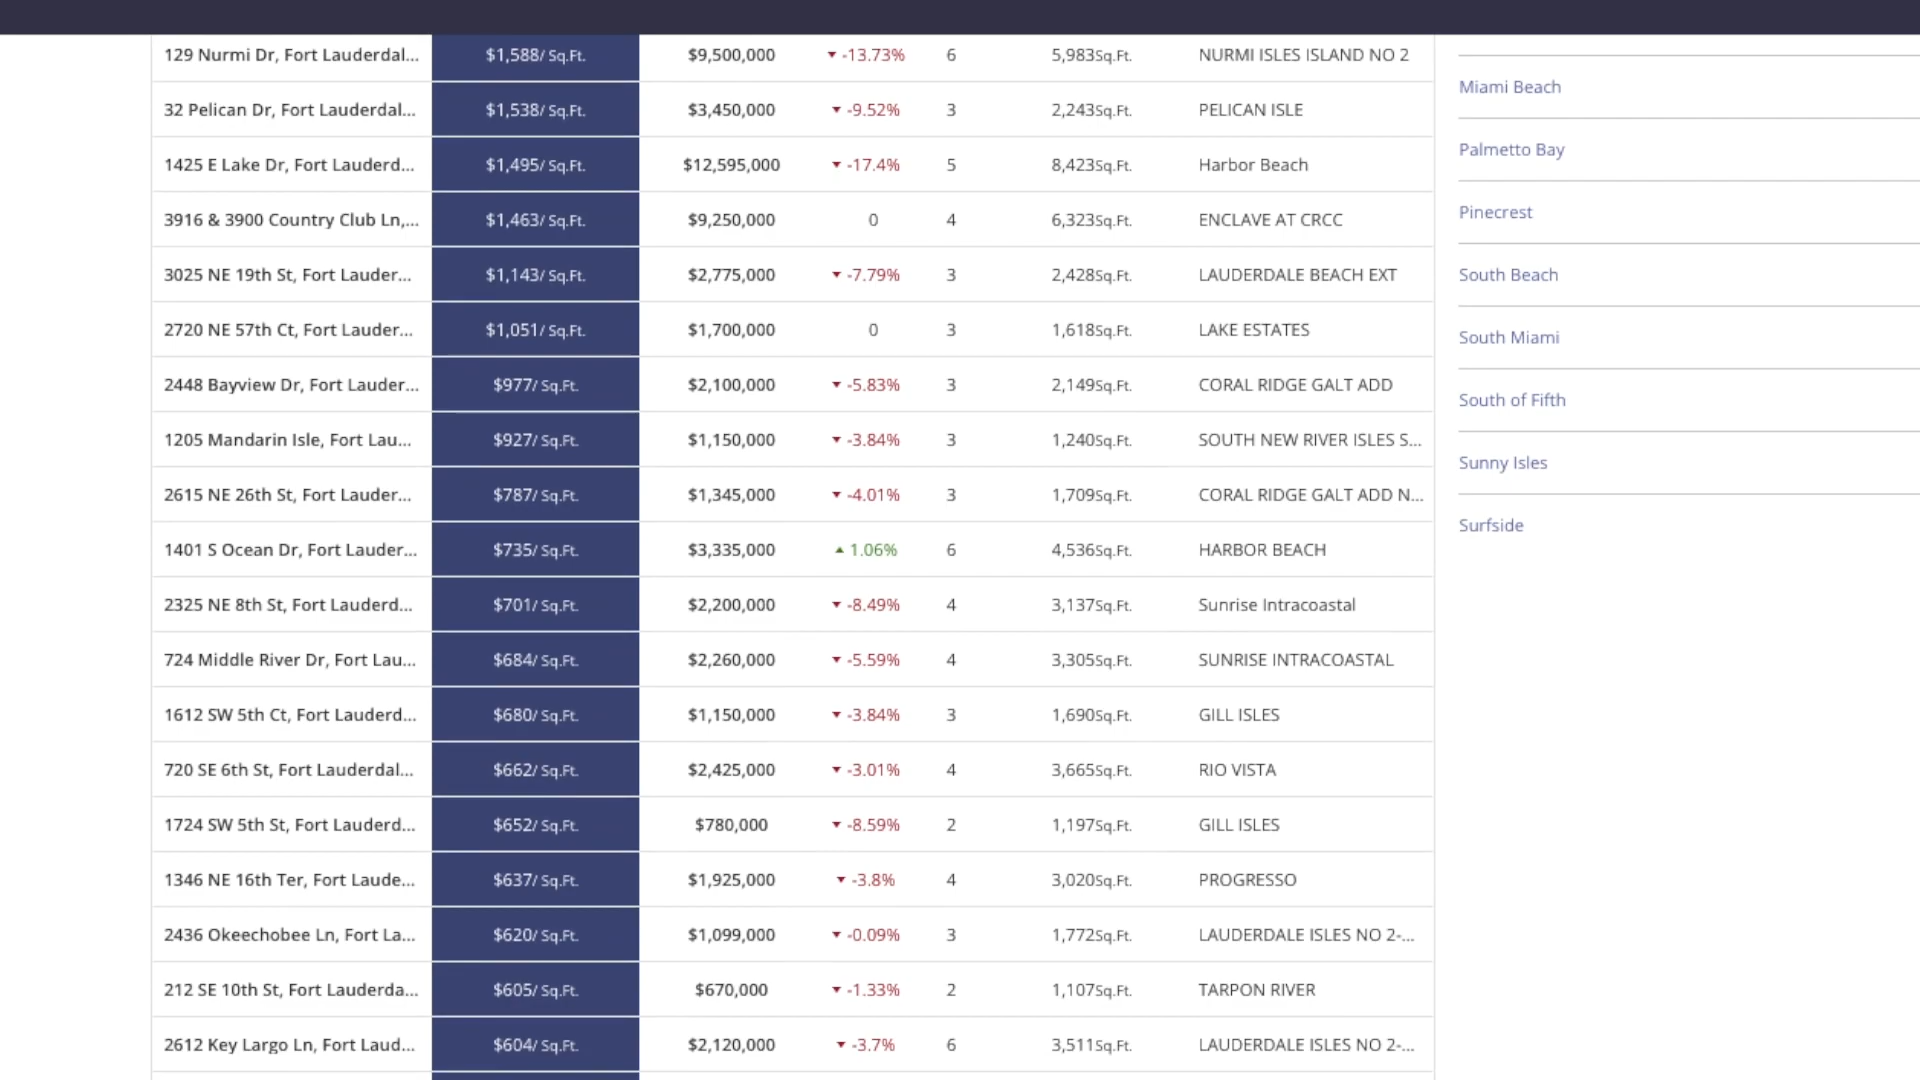 129 Nurmi Dr, Fort Lauderdal... $1,588/ Sq.Ft. $9,500,000 -13.73% 6 5,983Sq.Ft. NURMI ISLES ISLAND NO 2
32 Pelican Dr, Fort Lauderdal... $1,538/ Sq.Ft. $3,450,000 -9.52% 3 2,243Sq.Ft. PELICAN ISLE
1425 E Lake Dr, Fort Lauderd... $1,495/ Sq.Ft. $12,595,000 -17.4% 5 8,423Sq.Ft. Harbor Beach
3916 & 3900 Country Club Ln,... $1,463/ Sq.Ft. $9,250,000 0 4 6,323Sq.Ft. ENCLAVE AT CRCC
3025 NE 19th St, Fort Lauder... $1,143/ Sq.Ft. $2,775,000 -7.79% 3 2,428Sq.Ft. LAUDERDALE BEACH EXT
2720 NE 57th Ct, Fort Lauder... $1,051/ Sq.Ft. $1,700,000 0 3 1,618Sq.Ft. LAKE ESTATES
2448 Bayview Dr, Fort Lauder... $977/ Sq.Ft. $2,100,000 -5.83% 3 2,149Sq.Ft. CORAL RIDGE GALT ADD
1205 Mandarin Isle, Fort Lau... $927/ Sq.Ft. $1,150,000 -3.84% 3 1,240Sq.Ft. SOUTH NEW RIVER ISLES S...
2615 NE 26th St, Fort Lauder... $787/ Sq.Ft. $1,345,000 -4.01% 3 1,709Sq.Ft. CORAL RIDGE GALT ADD N...
1401 S Ocean Dr, Fort Lauder... $735/ Sq.Ft. $3,335,000 1.06% 6 4,536Sq.Ft. HARBOR BEACH
2325 NE 8th St, Fort Lauderd... $701/ Sq.Ft. $2,200,000 -8.49% 4 3,137Sq.Ft. Sunrise Intracoastal
724 Middle River Dr, Fort Lau... $684/ Sq.Ft. $2,260,000 -5.59% 4 3,305Sq.Ft. SUNRISE INTRACOASTAL
1612 SW 5th Ct, Fort Lauderd... $680/ Sq.Ft. $1,150,000 -3.84% 3 1,690Sq.Ft. GILL ISLES
720 SE 6th St, Fort Lauderdal... $662/ Sq.Ft. $2,425,000 -3.01% 4 3,665Sq.Ft. RIO VISTA
1724 SW 5th St, Fort Lauderd... $652/ Sq.Ft. $780,000 -8.59% 2 1,197Sq.Ft. GILL ISLES
1346 NE 16th Ter, Fort Laude... $637/ Sq.Ft. $1,925,000 -3.8% 4 3,020Sq.Ft. PROGRESSO
2436 Okeechobee Ln, Fort La... $620/ Sq.Ft. $1,099,000 -0.09% 3 1,772Sq.Ft. LAUDERDALE ISLES NO 2-...
212 SE 10th St, Fort Lauderda... $605/ Sq.Ft. $670,000 -1.33% 2 1,107Sq.Ft. TARPON RIVER
2612 Key Largo Ln, Fort Laud... $604/ Sq.Ft. $2,120,000 -3.7% 6 3,511Sq.Ft. LAUDERDALE ISLES NO 2-...
Miami Beach
Palmetto Bay
Pinecrest
South Beach
South Miami
South of Fifth
Sunny Isles
Surfside